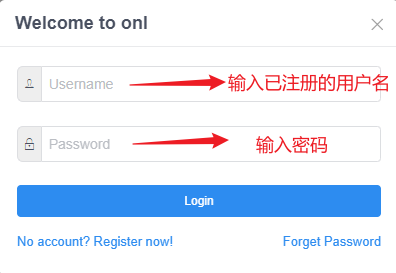 Welcome to onl
Username 输入已注册的用户名
Password 输入密码
Login
No account? Register now! Forget Password